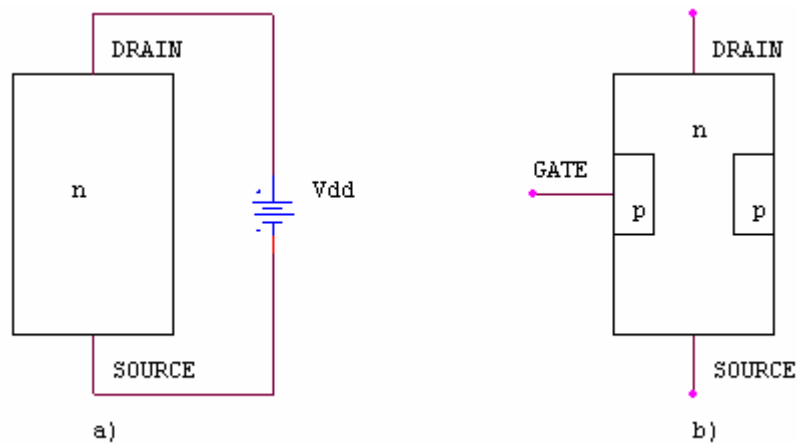 DRAIN
n
Vdd
SOURCE
a)
DRAIN
n
GATE
p
p
SOURCE
b)